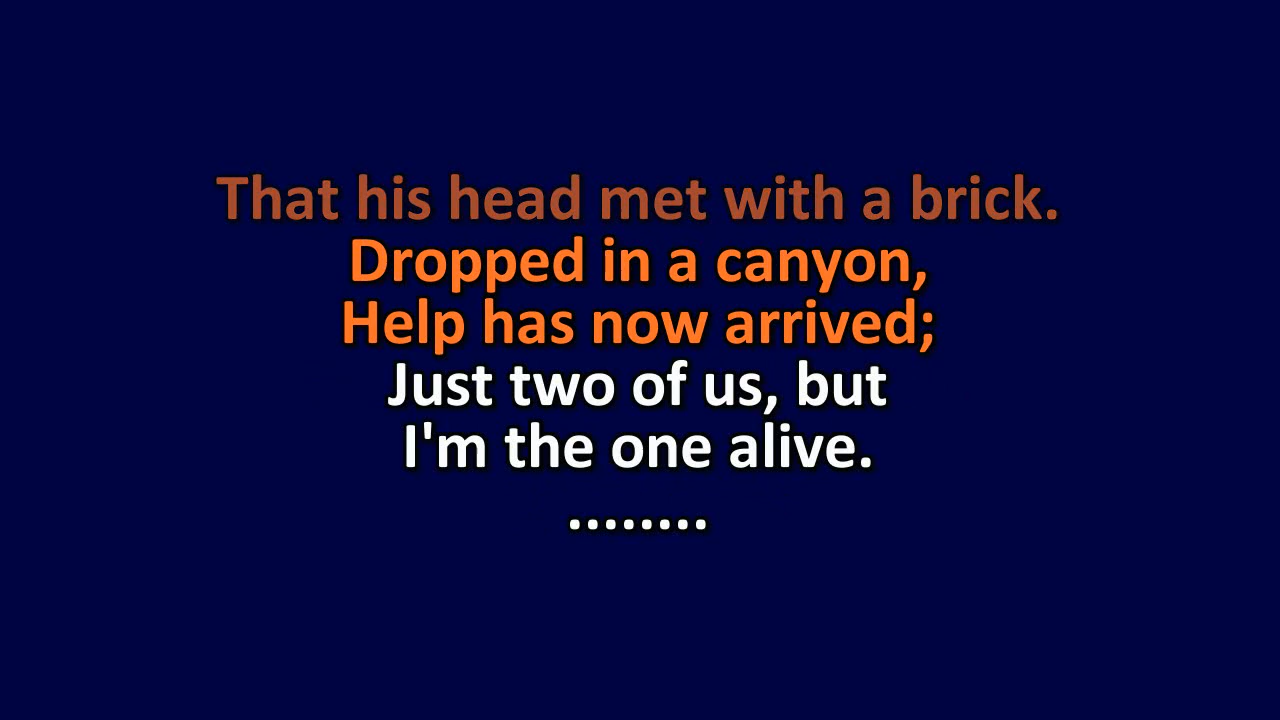 That his head met with a brick.
Dropped in a canyon,
Help has now arrived;
Just two of us, but
I'm the one alive.
........